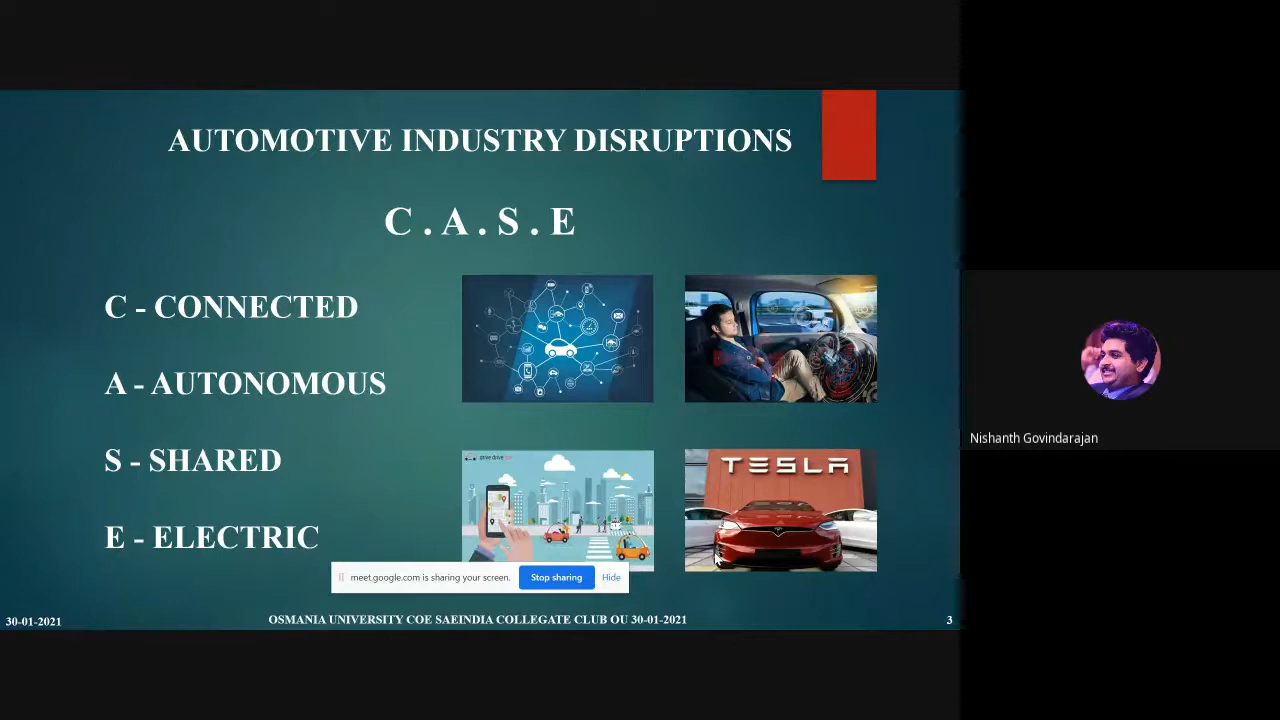 AUTOMOTIVE INDUSTRY DISRUPTIONS
C . A . S . E
C - CONNECTED
A - AUTONOMOUS
S - SHARED
E - ELECTRIC
TESLA
meet.google.com is sharing your screen.
Stop sharing
Hide
30-01-2021
OSMANIA UNIVERSITY COE SAEINDIA COLLEGATE CLUB OU 30-01-2021
3
Nishanth Govindarajan